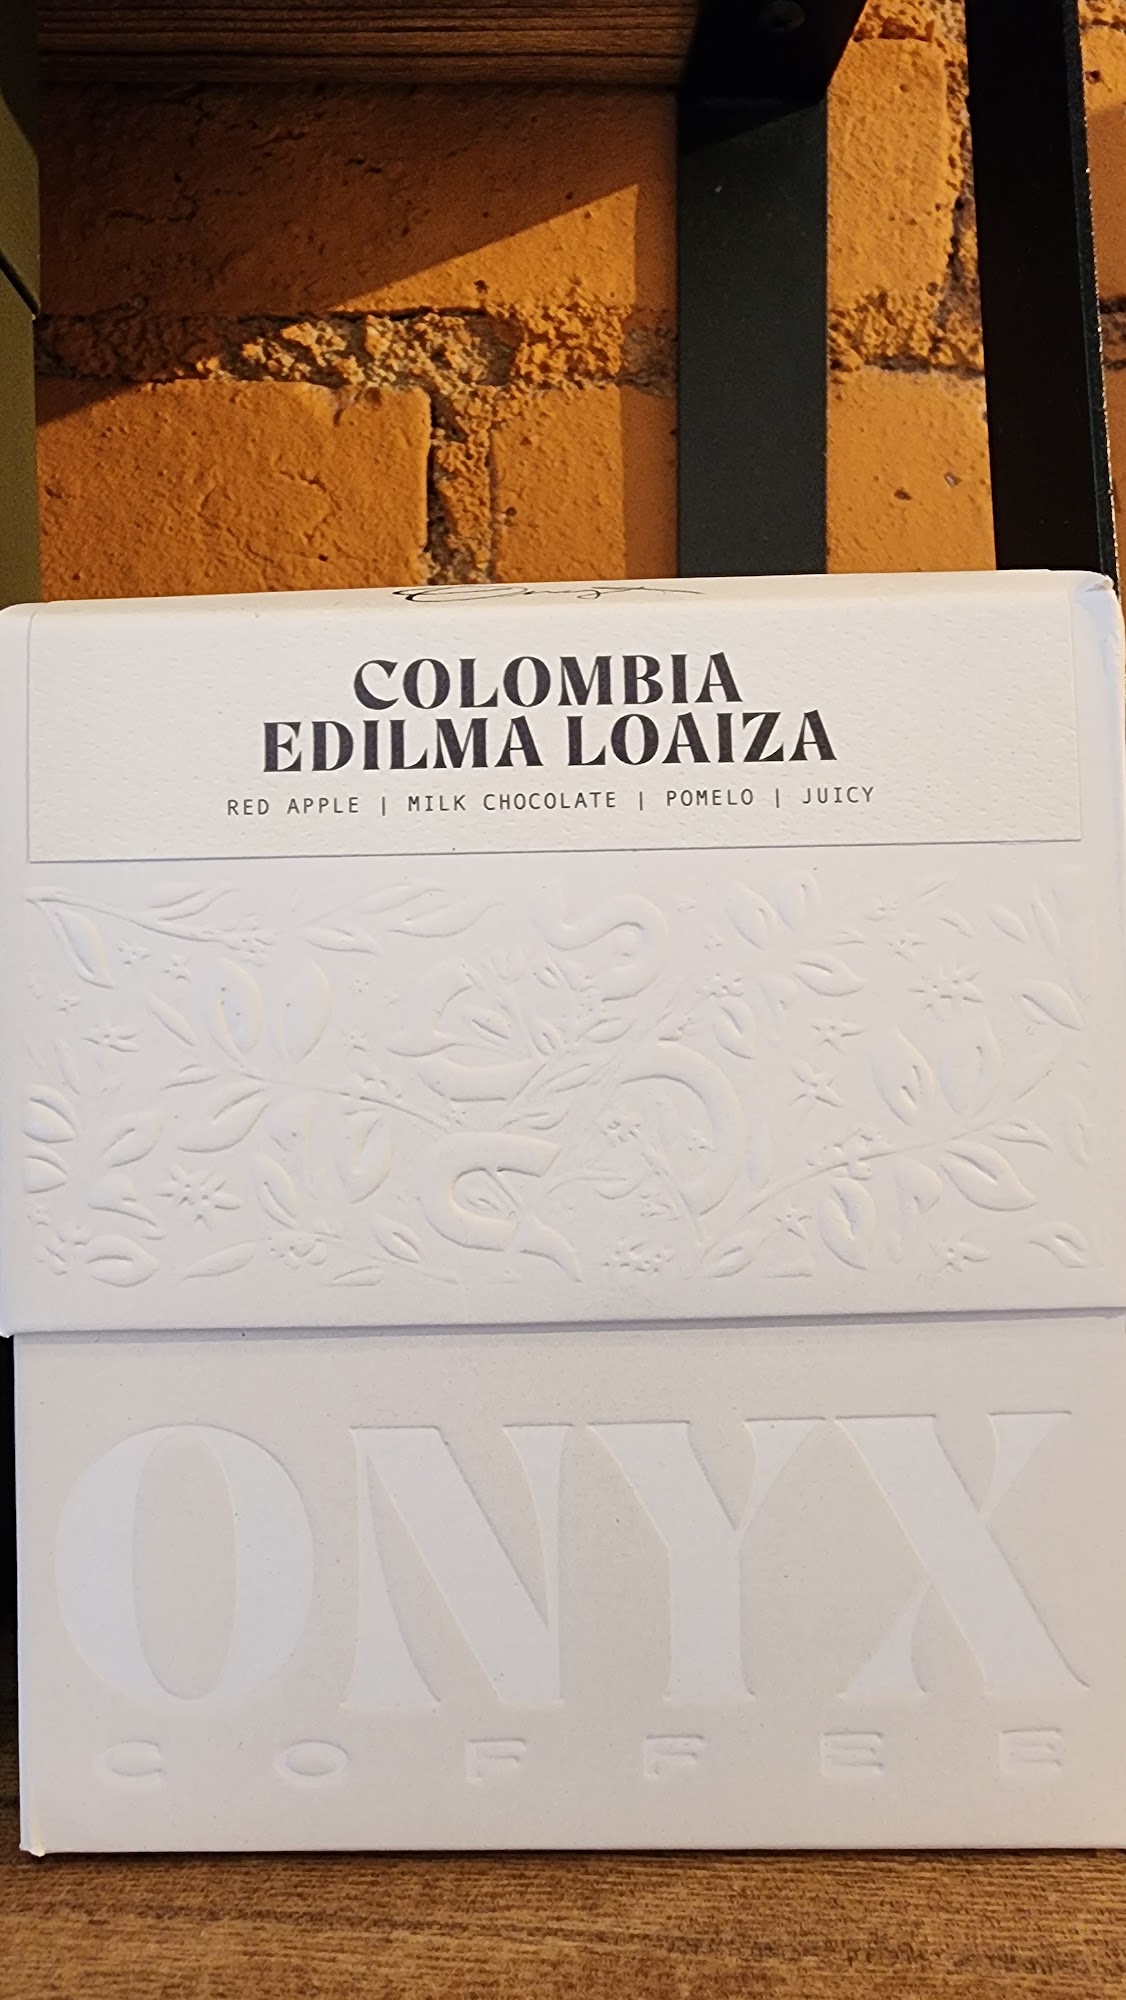 COLOMBIA
EDILMA LOAIZA
RED APPLE | MILK CHOCOLATE | POMELO | JUICY
ONYX
COFFEE